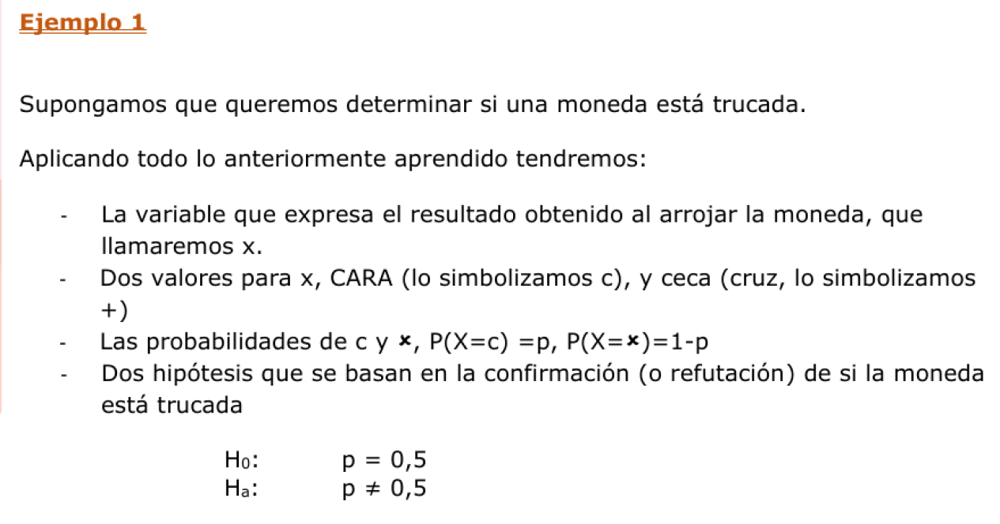 Ejemplo 1
Supongamos que queremos determinar si una moneda está trucada.
Aplicando todo lo anteriormente aprendido tendremos:
- La variable que expresa el resultado obtenido al arrojar la moneda, que
llamaremos x.
- Dos valores para x, CARA (lo simbolizamos c), y ceca (cruz, lo simbolizamos
+)
- Las probabilidades de c y ×, P(X=c) =p, P(X=×)=1-p
- Dos hipótesis que se basan en la confirmación (o refutación) de si la moneda
está trucada
H₀: p = 0,5
Hₐ: p ≠ 0,5